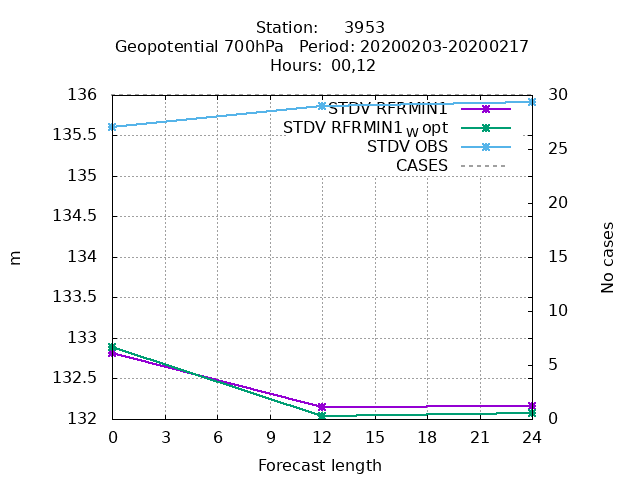 Station: 3953
Geopotential 700hPa Period: 20200203-20200217
Hours: 00,12
136
135.5
135
134.5
134
133.5
133
132.5
132
m
30
25
20
15
10
5
0
No cases
STDV RFRMIN1
STDV RFRMIN1 w opt
STDV OBS
CASES
0 3 6 9 12 15 18 21 24
Forecast length